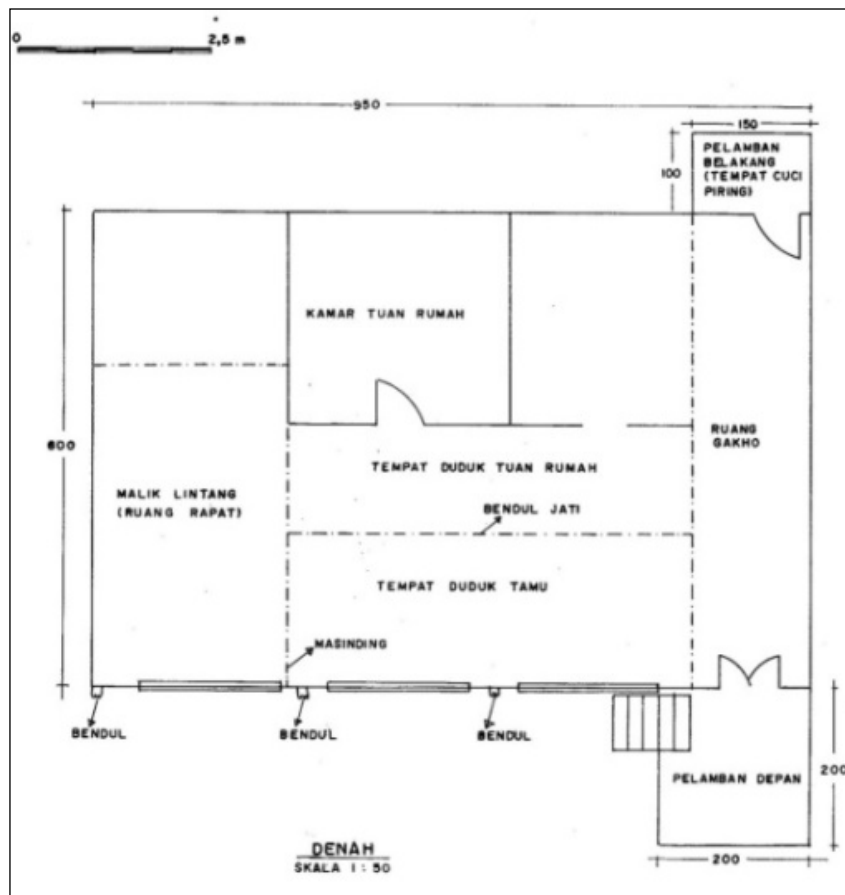 0 2,5 m
950
150
PELAMBAN
BELAKANG
(TEMPAT CUCI
PIRING)
100
KAMAR TUAN RUMAH
600
RUANG
GAKHO
TEMPAT DUDUK TUAN RUMAH
MALIK LINTANG
(RUANG RAPAT)
BENDUL JATI
TEMPAT DUDUK TAMU
MASINDING
BENDUL
BENDUL
BENDUL
PELAMBAN DEPAN
200
200
DENAH
SKALA 1 : 50